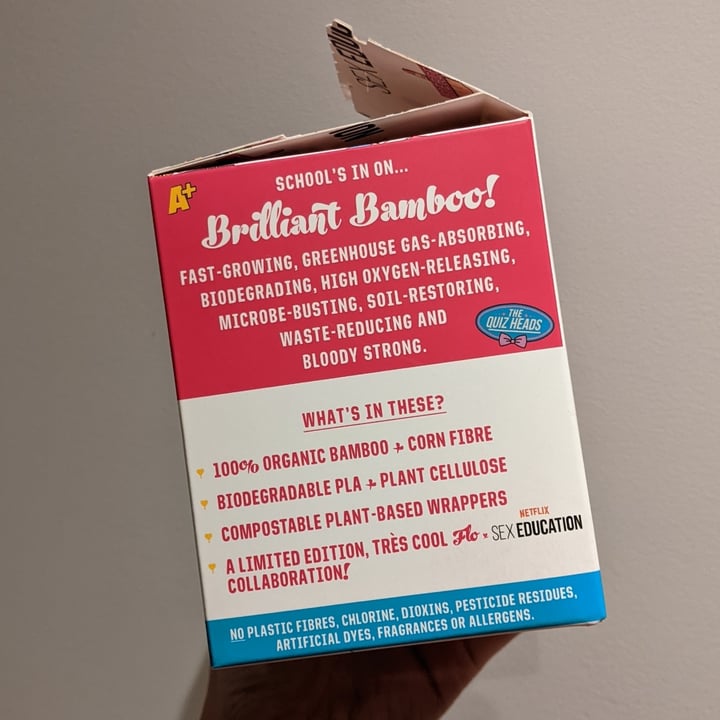 SEX EDUC
SCHOOL'S IN ON...
A+
Brilliant Bamboo!
FAST-GROWING, GREENHOUSE GAS-ABSORBING,
BIODEGRADING, HIGH OXYGEN-RELEASING,
MICROBE-BUSTING, SOIL-RESTORING,
WASTE-REDUCING AND
BLOODY STRONG.
THE
QUIZ HEADS
WHAT'S IN THESE?
100% ORGANIC BAMBOO + CORN FIBRE
BIODEGRADABLE PLA + PLANT CELLULOSE
COMPOSTABLE PLANT-BASED WRAPPERS
A LIMITED EDITION, TRÈS COOL Flo x NETFLIX SEX EDUCATION
COLLABORATION!
NO PLASTIC FIBRES, CHLORINE, DIOXINS, PESTICIDE RESIDUES,
ARTIFICIAL DYES, FRAGRANCES OR ALLERGENS.